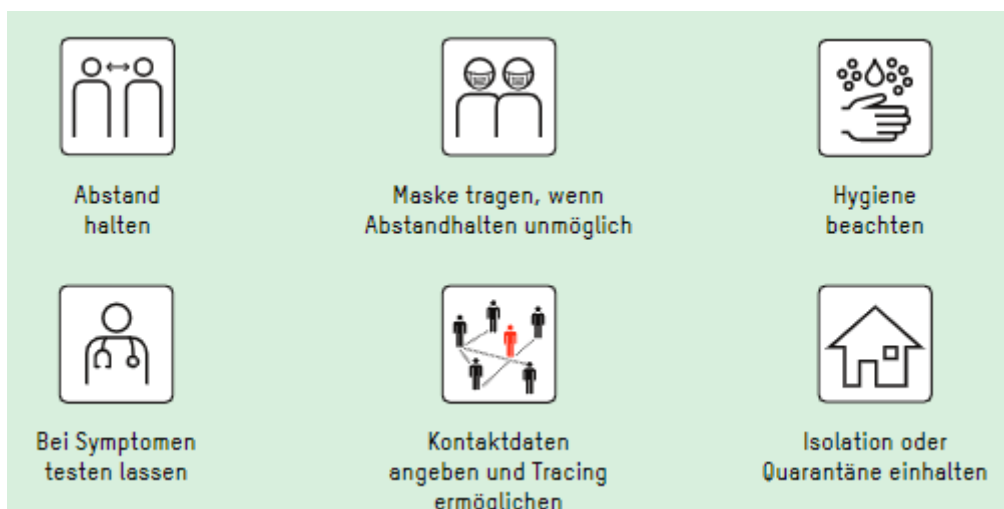 Abstand
halten
Maske tragen, wenn
Abstandhalten unmöglich
Hygiene
beachten
Bei Symptomen
testen lassen
Kontaktdaten
angeben und Tracing
ermöglichen
Isolation oder
Quarantäne einhalten